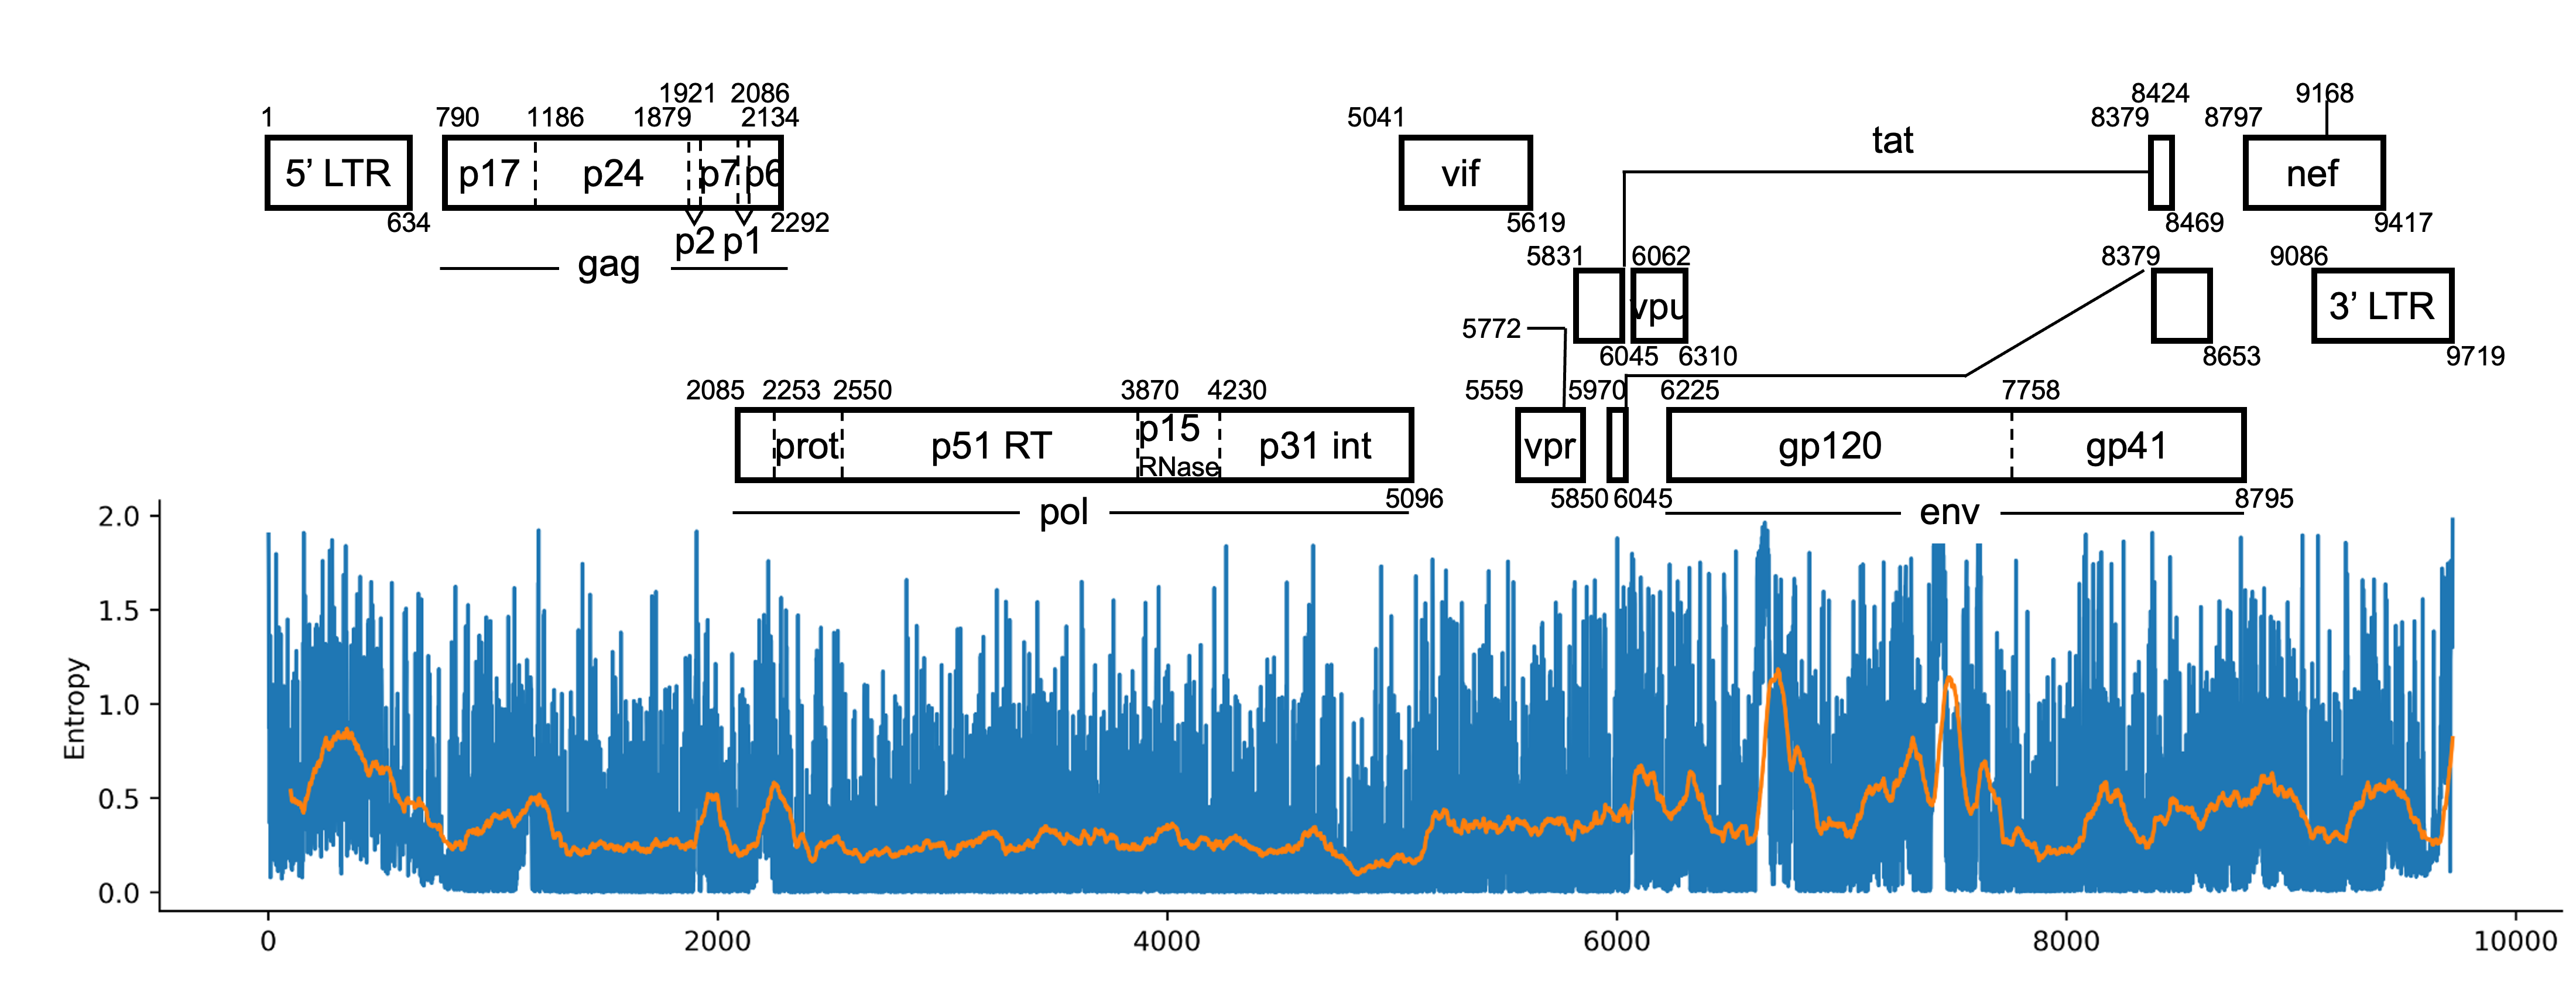 1921 2086 8424 9168
1 790 1186 1879 2134 5041 8379 8797
tat
5’ LTR p17 p24 p7 p6 vif nef
634 2292 5619 8469 9417
p2 p1
gag
5831 6062 8379 9086
vpu 3’ LTR
5772
6045 6310 8653 9719
2085 2253 2550 3870 4230 5559 5970 6225 7758
prot p51 RT p15 p31 int vpr gp120 gp41
RNase
5096 5850 6045 8795
pol env
2.0
1.5
1.0
0.5
0.0
Entropy
0 2000 4000 6000 8000 10000